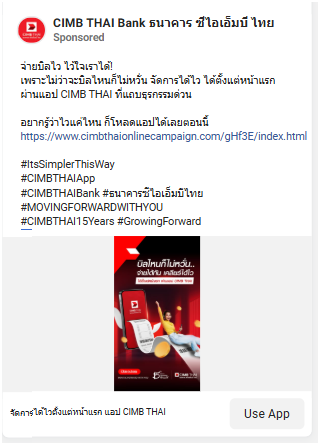 CIMB THAI Bank ธนาคาร ซีไอเอ็มบี ไทย
Sponsored
จ่ายบิลไว ไว้ใจเราได้!
เพราะไม่ว่าจะบิลไหนก็ไม่หวั่น จัดการได้ไว ได้ตั้งแต่หน้าแรก
ผ่านแอป CIMB THAI ที่แถบธุรกรรมด่วน
อยากรู้ว่าไวแค่ไหน ก็โหลดแอปได้เลยตอนนี้
https://www.cimbthaionlinecampaign.com/gHf3E/index.html
#ItsSimplerThisWay
#CIMBTHAIApp
#CIMBTHAIBank #ธนาคารซีไอเอ็มบีไทย
#MOVINGFORWARDWITHYOU
#CIMBTHAI15Years #GrowingForward
บิลไหนก็ไม่หวั่น..
จ่ายได้ทัน เคลียร์ได้ไว
จัดการได้ไวตั้งแต่หน้าแรก แอป CIMB THAI
Use App